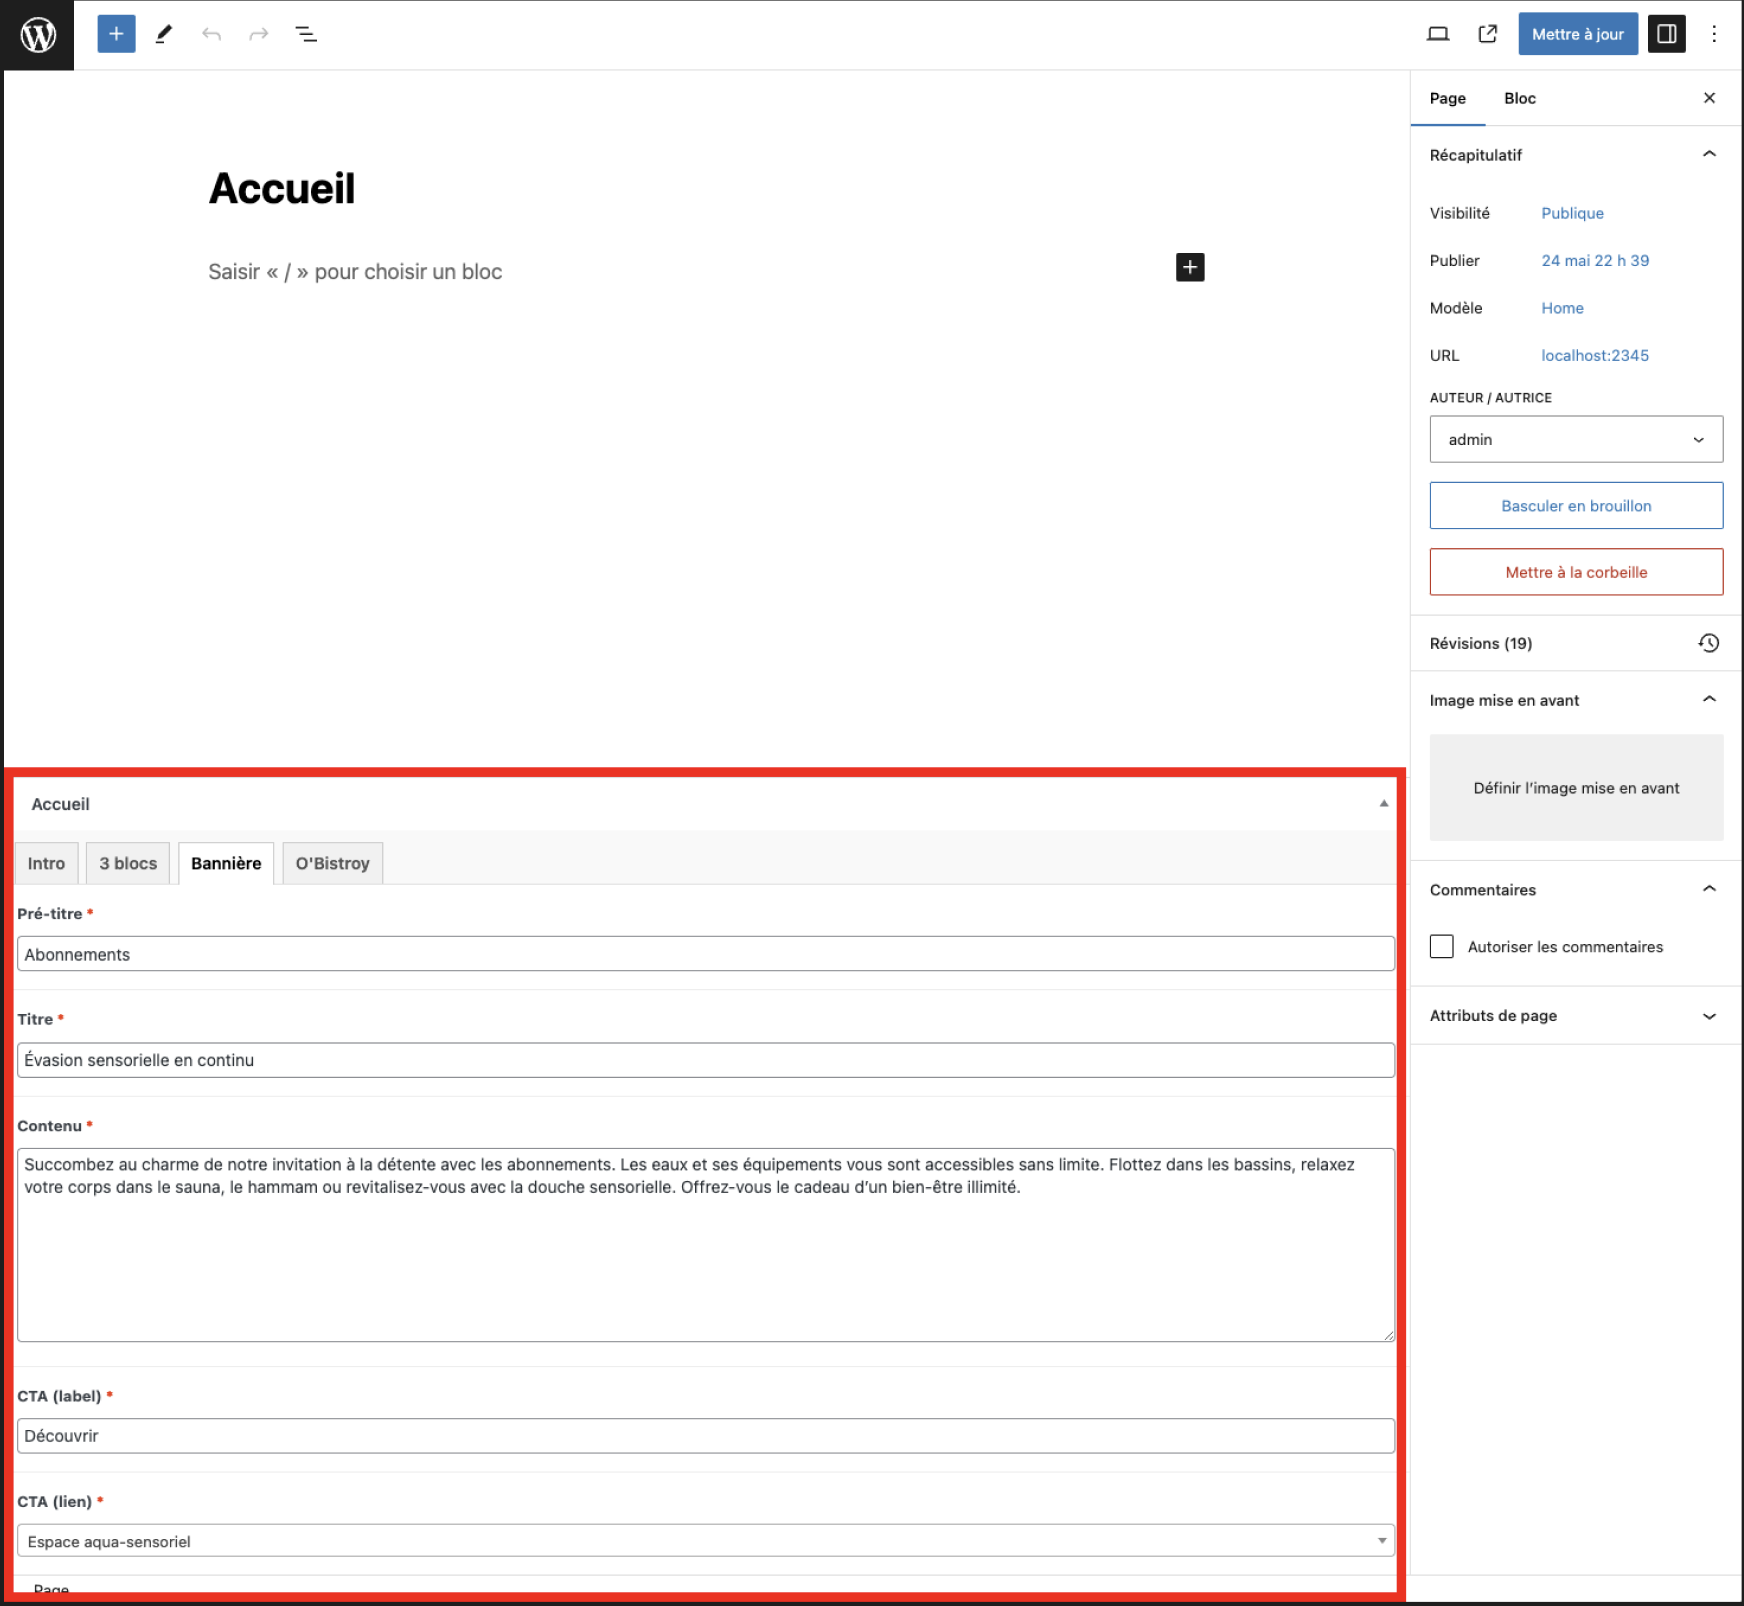 Mettre à jour
Page
Bloc
Récapitulatif
Visibilité
Publique
Publier
24 mai 22 h 39
Modèle
Home
URL
localhost:2345
AUTEUR / AUTRICE
admin
Basculer en brouillon
Mettre à la corbeille
Révisions (19)
Image mise en avant
Définir l’image mise en avant
Commentaires
Autoriser les commentaires
Attributs de page
Accueil
Saisir « / » pour choisir un bloc
Accueil
Intro
3 blocs
Bannière
O'Bistroy
Pré-titre *
Abonnements
Titre *
Évasion sensorielle en continu
Contenu *
Succombez au charme de notre invitation à la détente avec les abonnements. Les eaux et ses équipements vous sont accessibles sans limite. Flottez dans les bassins, relaxez
votre corps dans le sauna, le hammam ou revitalisez-vous avec la douche sensorielle. Offrez-vous le cadeau d’un bien-être illimité.
CTA (label) *
Découvrir
CTA (lien) *
Espace aqua-sensoriel
Page